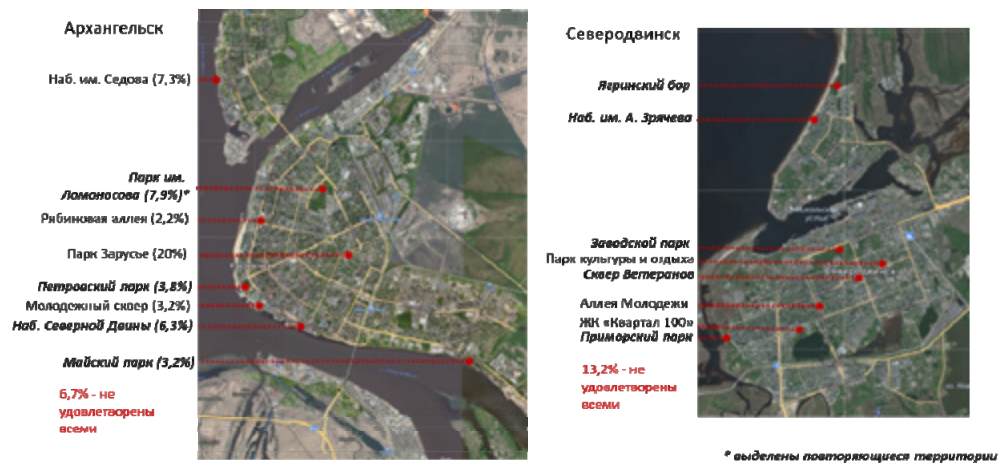 Архангельск
Наб. им. Седова (7,3%)
Парк им.
Ломоносова (7,9%)*
Рябиновая аллея (2,2%)
Парк Зарусье (20%)
Петровский парк (3,8%)
Молодежный сквер (3,2%)
Наб. Северной Двины (6,3%)
Майский парк (3,2%)
6,7% - не
удовлетворены
всеми
Северодвинск
Ягринский бор
Наб. им. А. Зрячева
Заводской парк
Парк культуры и отдыха
Сквер Ветеранов
Аллея Молодежи
ЖК «Квартал 100»
Приморский парк
13,2% - не
удовлетворены
всеми
* выделены повторяющиеся территории